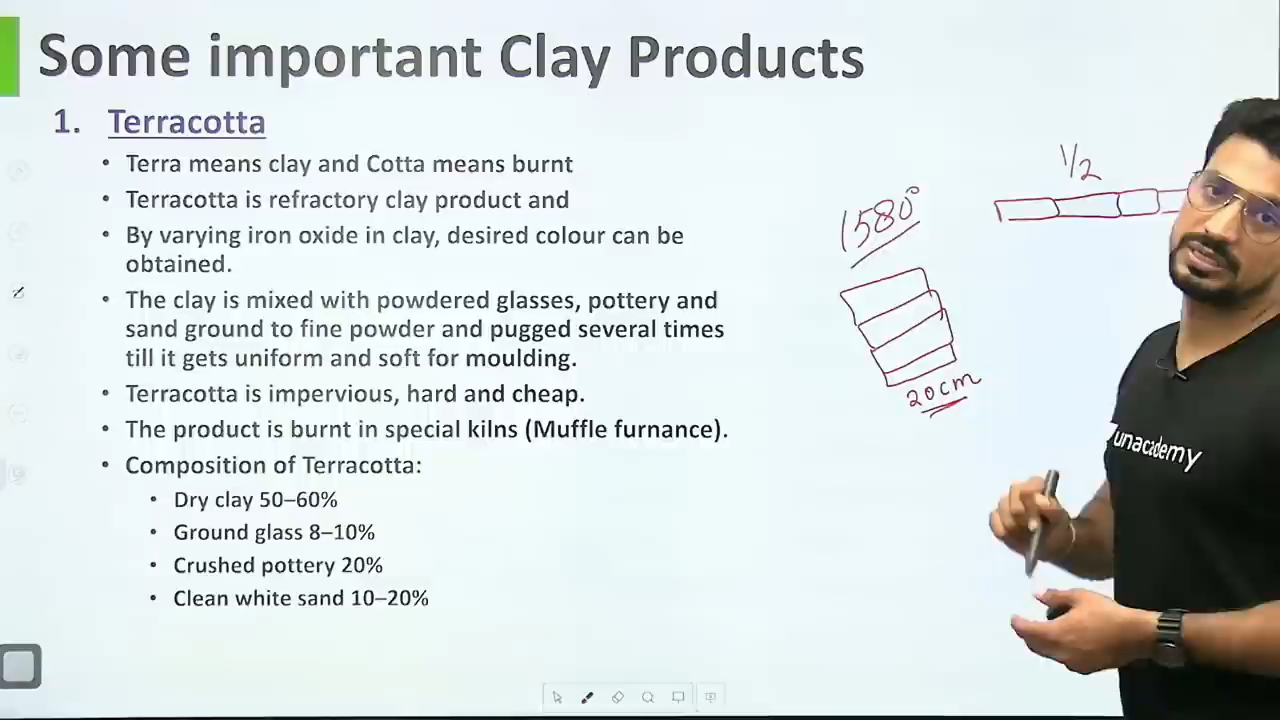 Some important Clay Products
1. Terracotta
• Terra means clay and Cotta means burnt
• Terracotta is refractory clay product and
• By varying iron oxide in clay, desired colour can be
obtained.
• The clay is mixed with powdered glasses, pottery and
sand ground to fine powder and pugged several times
till it gets uniform and soft for moulding.
• Terracotta is impervious, hard and cheap.
• The product is burnt in special kilns (Muffle furnance).
• Composition of Terracotta:
• Dry clay 50–60%
• Ground glass 8–10%
• Crushed pottery 20%
• Clean white sand 10–20%
1580°
20cm
1/2
unacademy